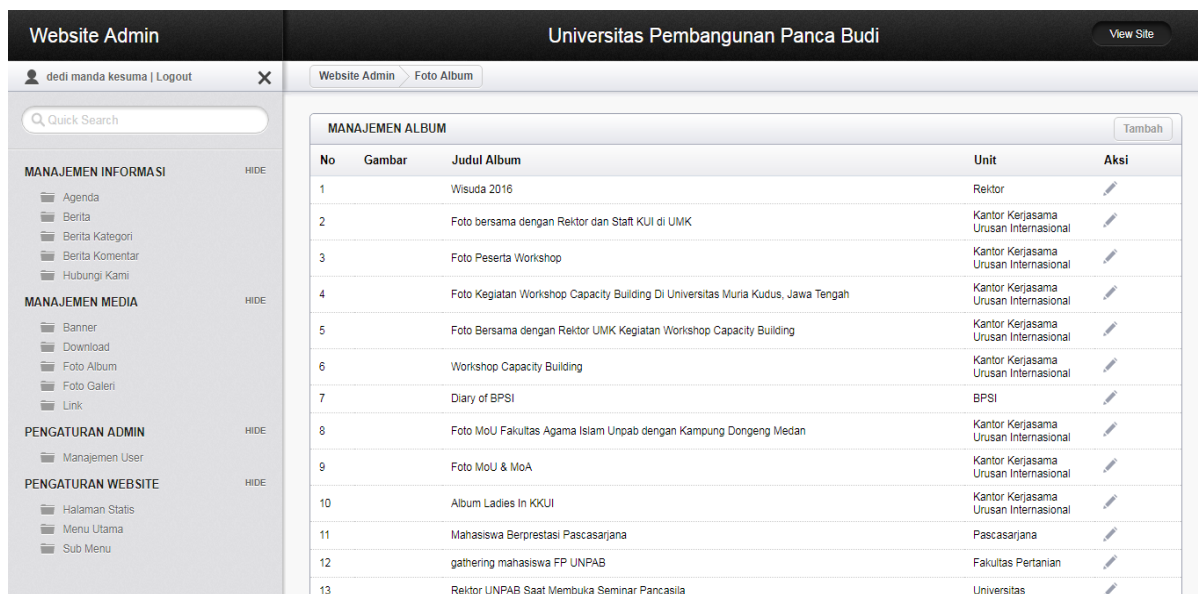 Website Admin
Universitas Pembangunan Panca Budi
View Site
dedi manda kesuma | Logout
Website Admin
Foto Album
Quick Search
MANAJEMEN INFORMASI
HIDE
Agenda
Berita
Berita Kategori
Berita Komentar
Hubungi Kami
MANAJEMEN MEDIA
HIDE
Banner
Download
Foto Album
Foto Galeri
Link
PENGATURAN ADMIN
HIDE
Manajemen User
PENGATURAN WEBSITE
HIDE
Halaman Statis
Menu Utama
Sub Menu
MANAJEMEN ALBUM
Tambah
No Gambar Judul Album Unit Aksi
1 Wisuda 2016 Rektor
2 Foto bersama dengan Rektor dan Staft KUI di UMK Kantor Kerjasama
Urusan Internasional
3 Foto Peserta Workshop Kantor Kerjasama
Urusan Internasional
4 Foto Kegiatan Workshop Capacity Building Di Universitas Muria Kudus, Jawa Tengah Kantor Kerjasama
Urusan Internasional
5 Foto Bersama dengan Rektor UMK Kegiatan Workshop Capacity Building Kantor Kerjasama
Urusan Internasional
6 Workshop Capacity Building Kantor Kerjasama
Urusan Internasional
7 Diary of BPSI BPSI
8 Foto MoU Fakultas Agama Islam Unpab dengan Kampung Dongeng Medan Kantor Kerjasama
Urusan Internasional
9 Foto MoU & MoA Kantor Kerjasama
Urusan Internasional
10 Album Ladies In KKUI Kantor Kerjasama
Urusan Internasional
11 Mahasiswa Berprestasi Pascasarjana Pascasarjana
12 gathering mahasiswa FP UNPAB Fakultas Pertanian
13 Rektor UNPAB Saat Membuka Seminar Pancasila Universitas